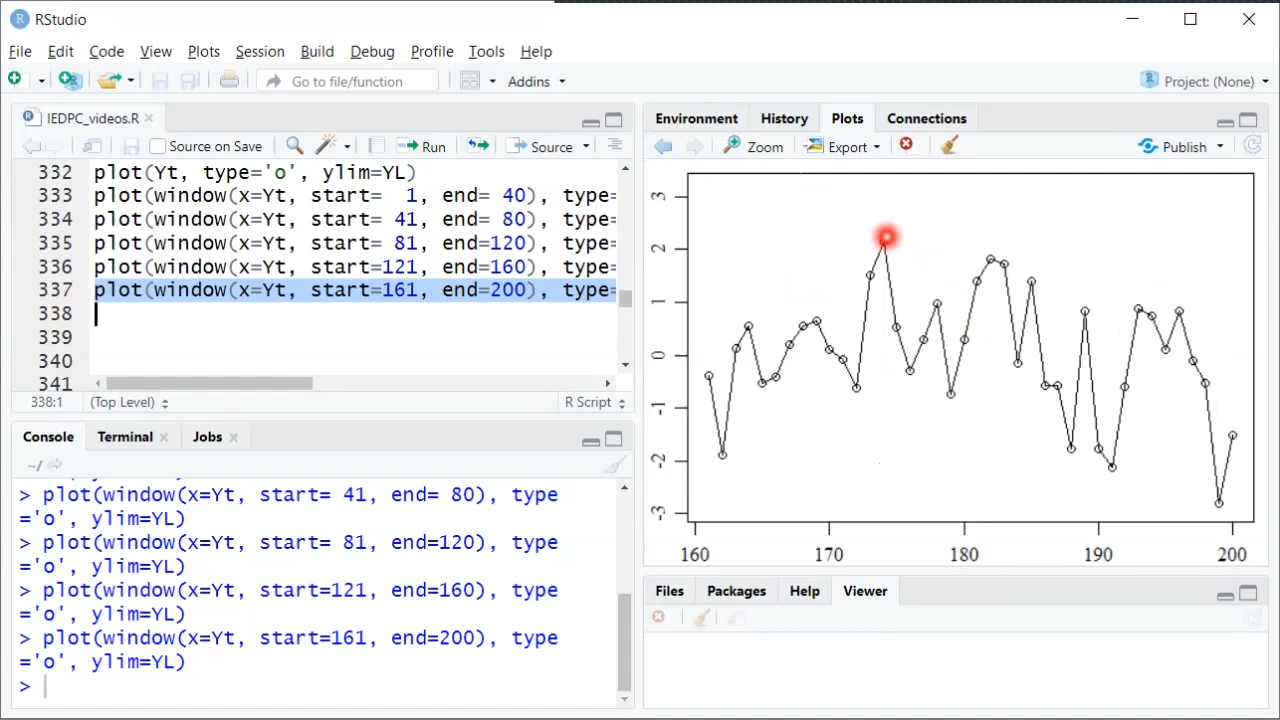 RStudio
File Edit Code View Plots Session Build Debug Profile Tools Help
Go to file/function Addins Project: (None)
IEDPC_videos.R
Source on Save Run Source
332 plot(Yt, type='o', ylim=YL)
333 plot(window(x=Yt, start=  1, end= 40), type=
334 plot(window(x=Yt, start= 41, end= 80), type=
335 plot(window(x=Yt, start= 81, end=120), type=
336 plot(window(x=Yt, start=121, end=160), type=
337 plot(window(x=Yt, start=161, end=200), type=
338
339
340
341
338:1 (Top Level) R Script
Console Terminal Jobs
~/
> plot(window(x=Yt, start= 41, end= 80), type
='o', ylim=YL)
> plot(window(x=Yt, start= 81, end=120), type
='o', ylim=YL)
> plot(window(x=Yt, start=121, end=160), type
='o', ylim=YL)
> plot(window(x=Yt, start=161, end=200), type
='o', ylim=YL)
>
Environment History Plots Connections
Zoom Export Publish
3
2
1
0
-1
-2
-3
160 170 180 190 200
Files Packages Help Viewer